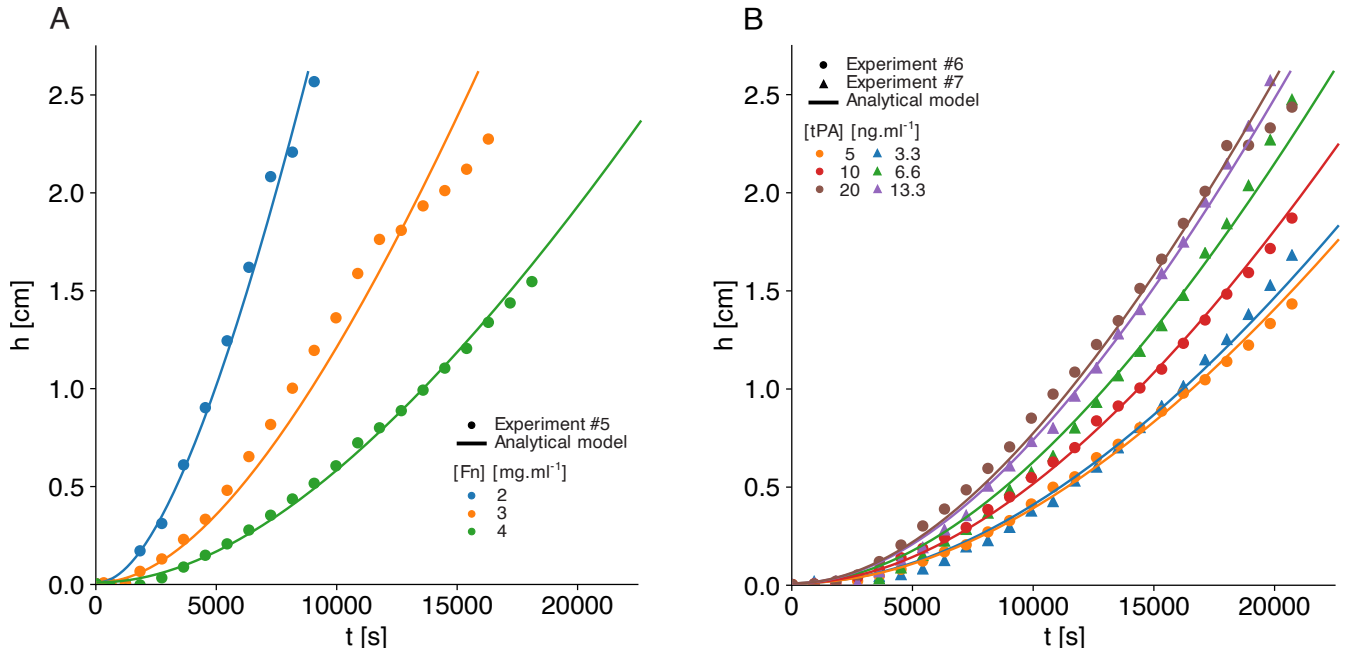 A
h [cm]
2.5
2.0
1.5
1.0
0.5
0.0
0
5000
10000
15000
20000
t [s]
Experiment #5
Analytical model
[Fn] [mg.ml⁻¹]
2
3
4
B
h [cm]
2.5
2.0
1.5
1.0
0.5
0.0
0
5000
10000
15000
20000
t [s]
Experiment #6
Experiment #7
Analytical model
[tPA] [ng.ml⁻¹]
5 3.3
10 6.6
20 13.3